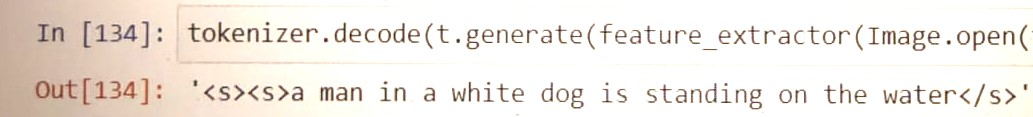 In [134]: tokenizer.decode(t.generate(feature_extractor(Image.open(
Out[134]: '<s><s>a man in a white dog is standing on the water</s>'